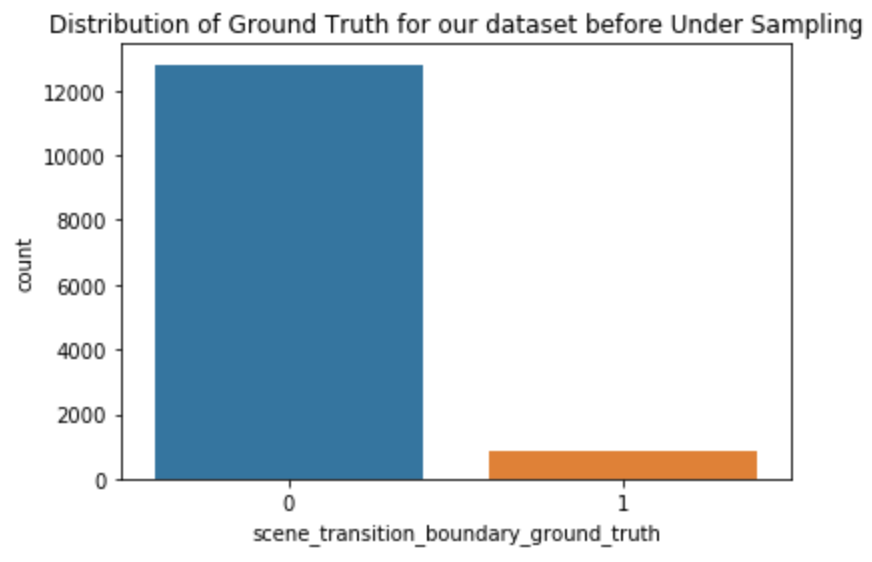 Distribution of Ground Truth for our dataset before Under Sampling
12000
10000
8000
6000
4000
2000
0
count
0 1
scene_transition_boundary_ground_truth